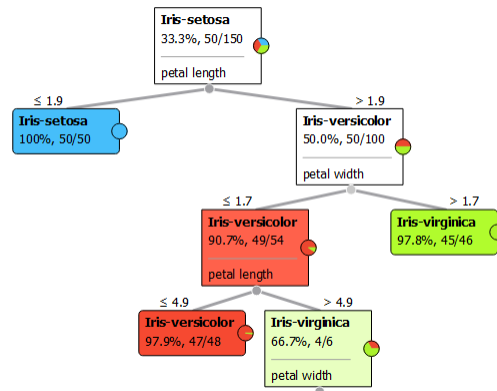 Iris-setosa
33.3%, 50/150
petal length
≤ 1.9
> 1.9
Iris-setosa
100%, 50/50
Iris-versicolor
50.0%, 50/100
petal width
≤ 1.7
> 1.7
Iris-versicolor
90.7%, 49/54
petal length
Iris-virginica
97.8%, 45/46
≤ 4.9
> 4.9
Iris-versicolor
97.9%, 47/48
Iris-virginica
66.7%, 4/6
petal width